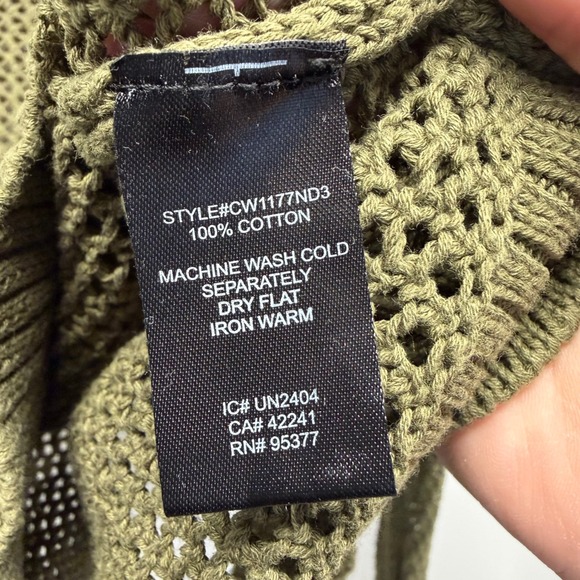 STYLE#CW1177ND3
100% COTTON
MACHINE WASH COLD
SEPARATELY
DRY FLAT
IRON WARM
IC# UN2404
CA# 42241
RN# 95377